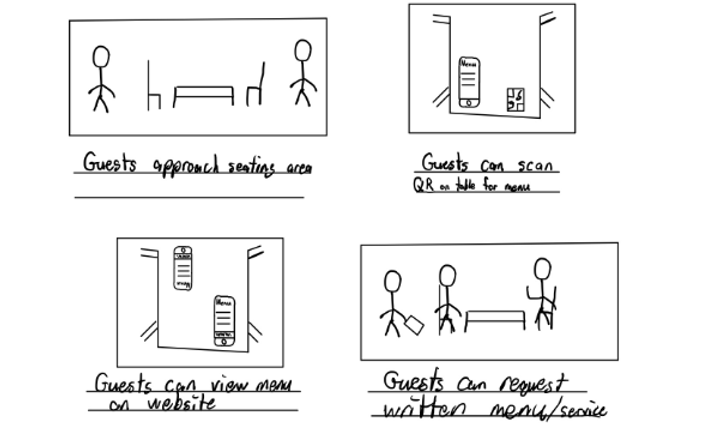 Guests approach seating area
Menu
Guests can scan
QR on table for menu
Menu
Guests can view menu
on website
Guests can request
written menu/service